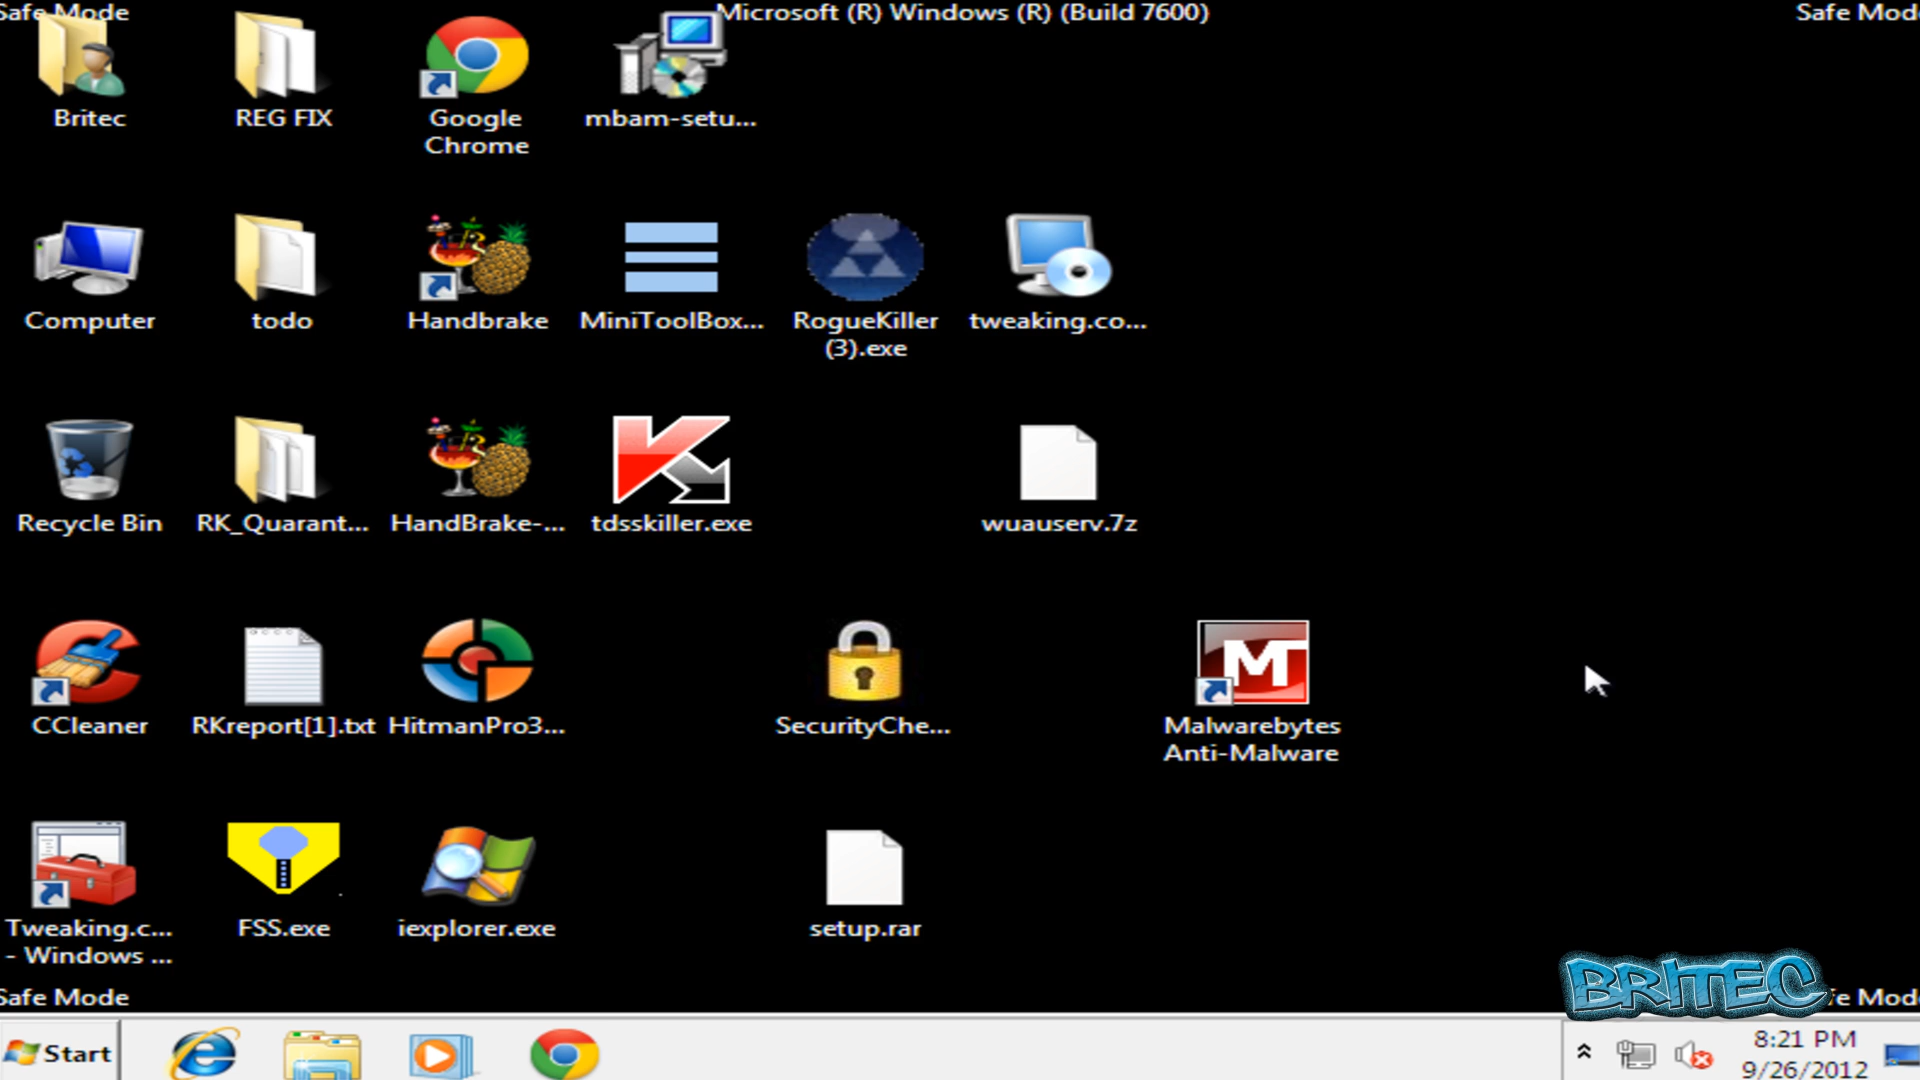 Safe Mode
Microsoft (R) Windows (R) (Build 7600)
Safe Mod
Britec
REG FIX
Google
Chrome
mbam-setu...
Computer
todo
Handbrake
MiniToolBox...
RogueKiller
(3).exe
tweaking.co...
Recycle Bin
RK_Quarant...
HandBrake-...
tdsskiller.exe
wuauserv.7z
CCleaner
RKreport[1].txt
HitmanPro3...
SecurityChe...
Malwarebytes
Anti-Malware
Tweaking.c...
- Windows ...
FSS.exe
iexplorer.exe
setup.rar
Safe Mode
BRITEC
fe Mod
Start
8:21 PM
9/26/2012